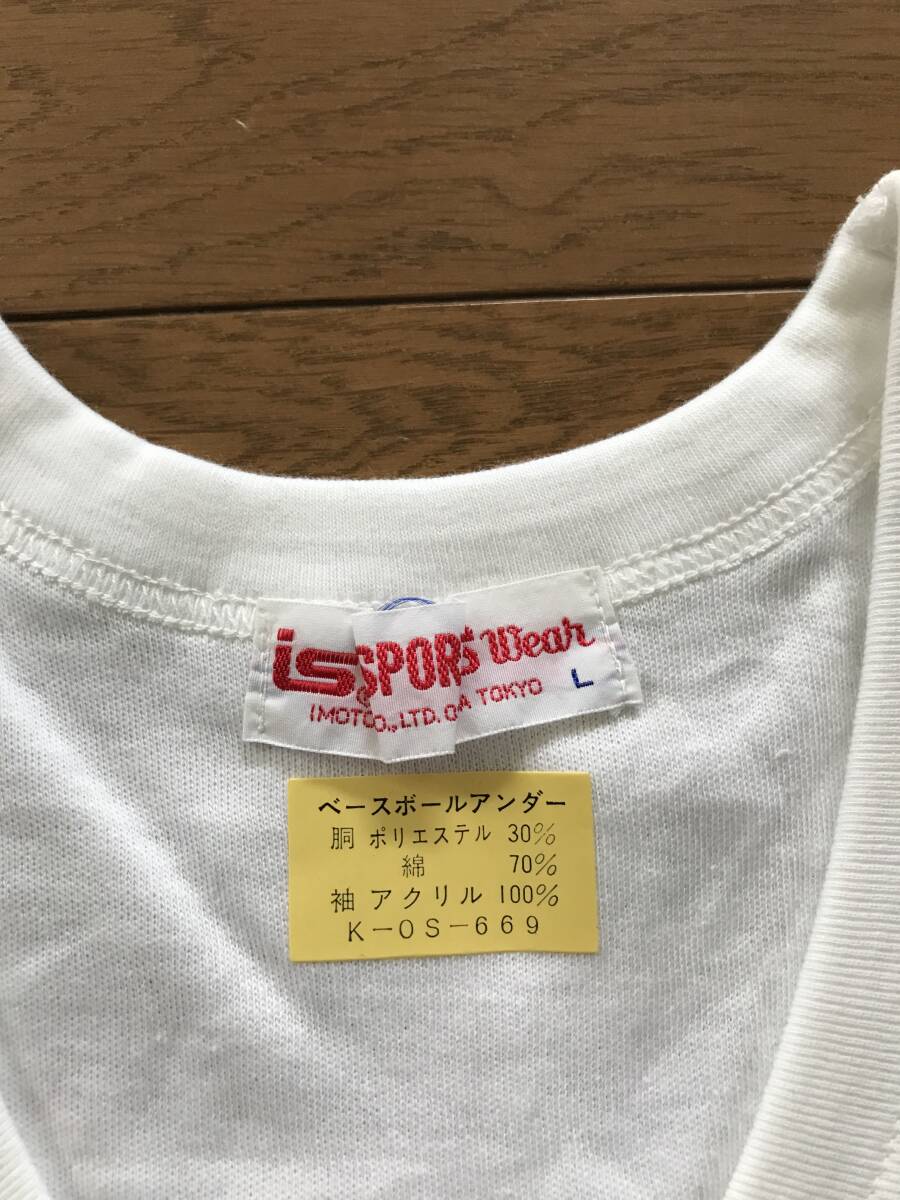 is SPORTS Wear
IMOTO CO., LTD. OSAKA TOKYO L
ベースボールアンダー
胴 ポリエステル 30%
綿 70%
袖 アクリル 100%
K-OS-669